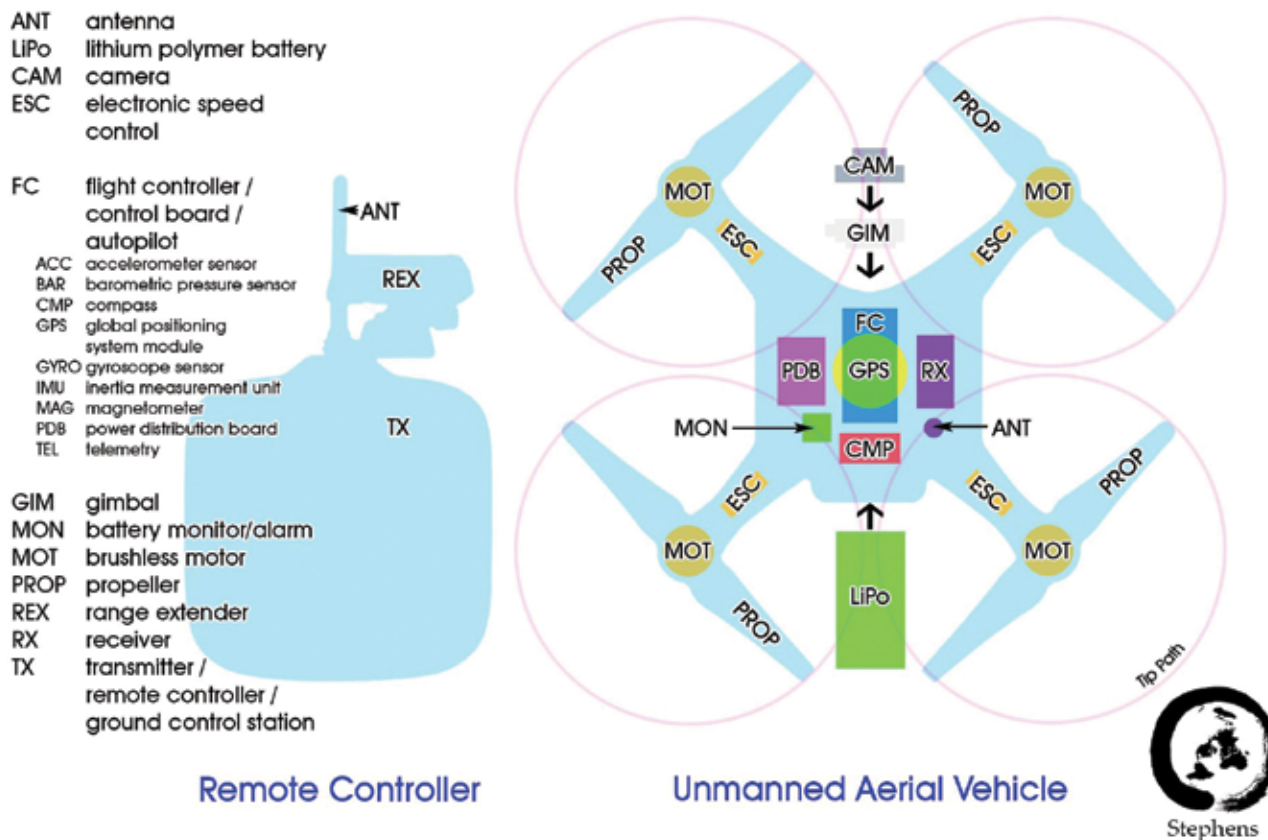 ANT antenna
LiPo lithium polymer battery
CAM camera
ESC electronic speed
control
FC flight controller /
control board /
autopilot
ACC accelerometer sensor
BAR barometric pressure sensor
CMP compass
GPS global positioning
system module
GYRO gyroscope sensor
IMU inertia measurement unit
MAG magnetometer
PDB power distribution board
TEL telemetry
GIM gimbal
MON battery monitor/alarm
MOT brushless motor
PROP propeller
REX range extender
RX receiver
TX transmitter /
remote controller /
ground control station
ANT
REX
TX
Remote Controller
PROP
CAM
MOT
MOT
GIM
ESC
ESC
PROP
FC
PDB
GPS
RX
MON
ANT
CMP
PROP
ESC
ESC
MOT
MOT
LiPo
PROP
Tip Path
Unmanned Aerial Vehicle
Stephens